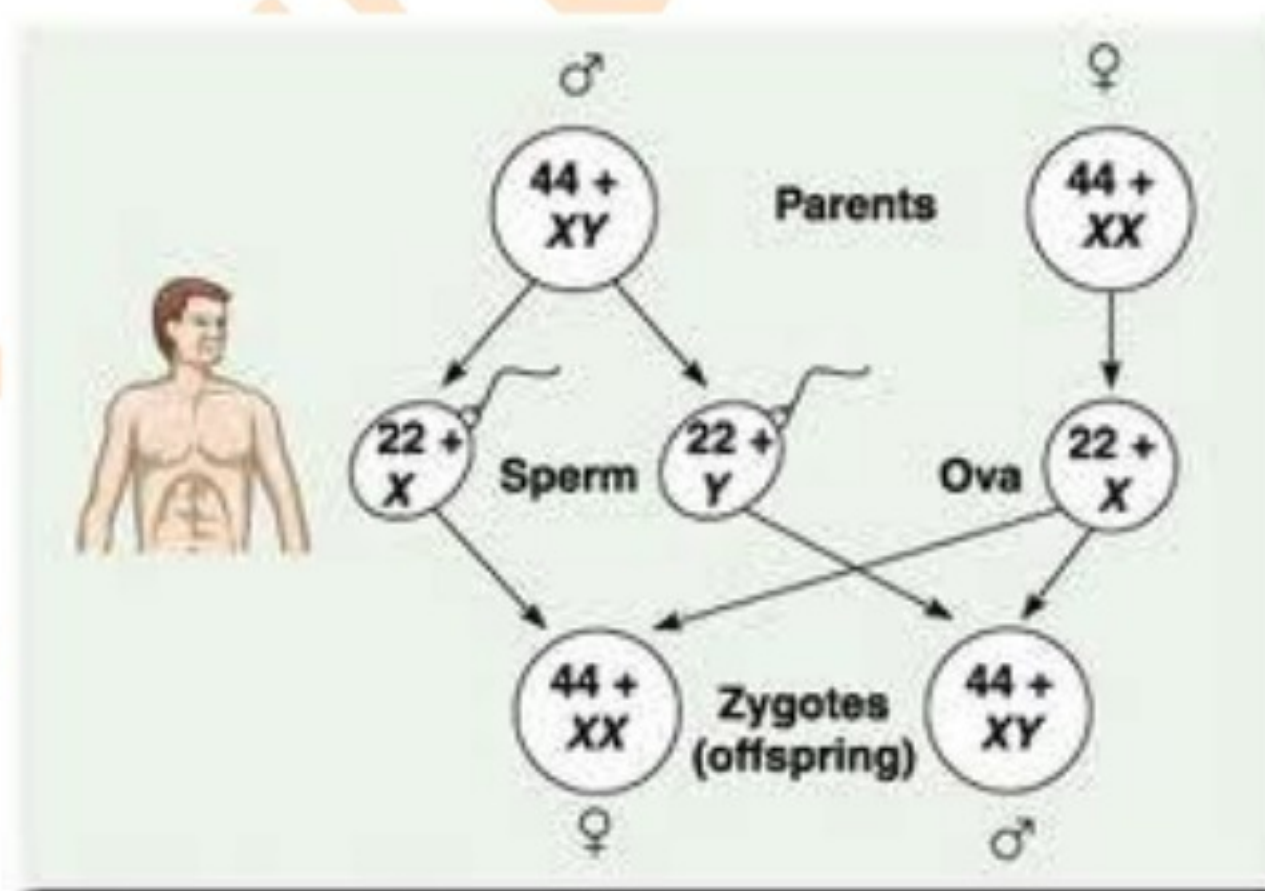 ♂
♀
44 +
XY
Parents
44 +
XX
22 +
X
Sperm
22 +
Y
Ova
22 +
X
44 +
XX
Zygotes
(offspring)
44 +
XY
♀
♂